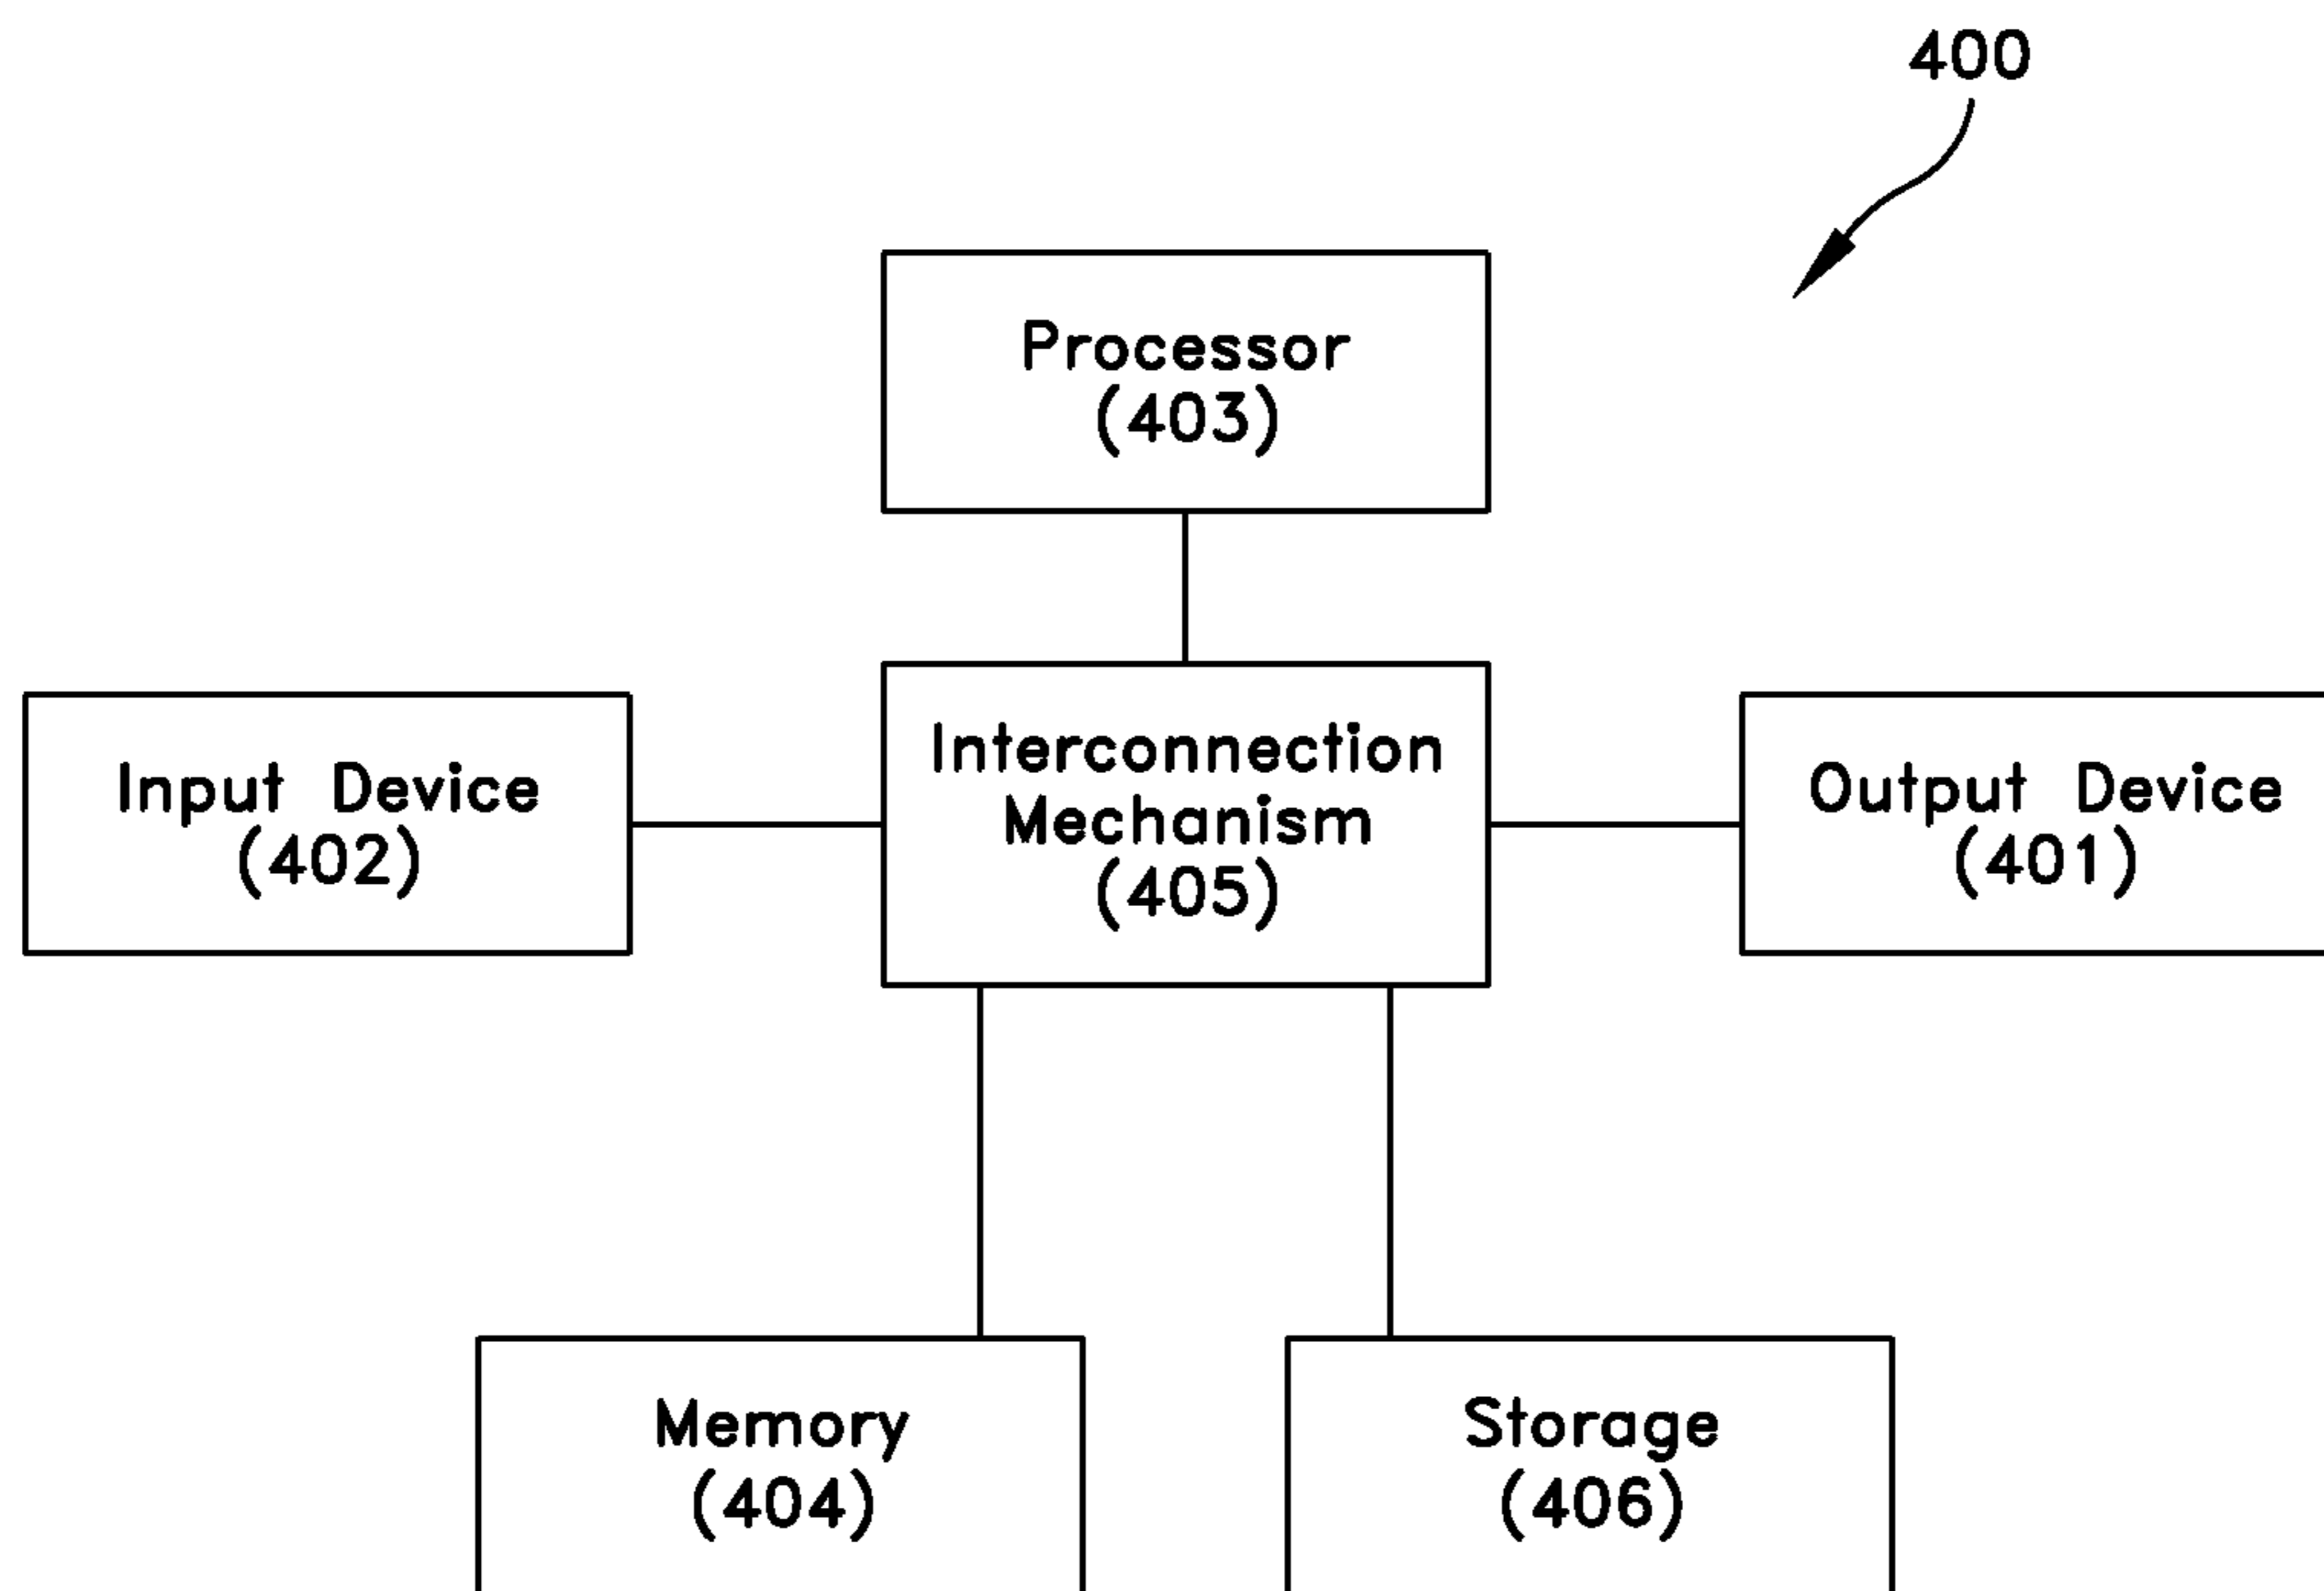 400
Processor
(403)
Interconnection
Mechanism
(405)
Input Device
(402)
Output Device
(401)
Memory
(404)
Storage
(406)